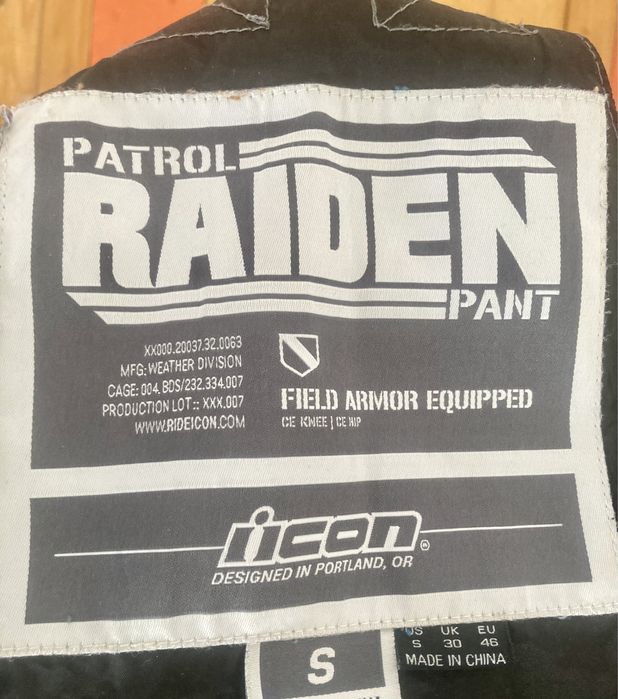 PATROL
RAIDEN
PANT
XX000.20037.32.0063
MFG: WEATHER DIVISION
CAGE: 004, BDS/232.334.007
PRODUCTION LOT:: XXX.007
WWW.RIDEICON.COM
FIELD ARMOR EQUIPPED
CE KNEE | CE HIP
icon
DESIGNED IN PORTLAND, OR
S
US UK EU
S 30 46
MADE IN CHINA